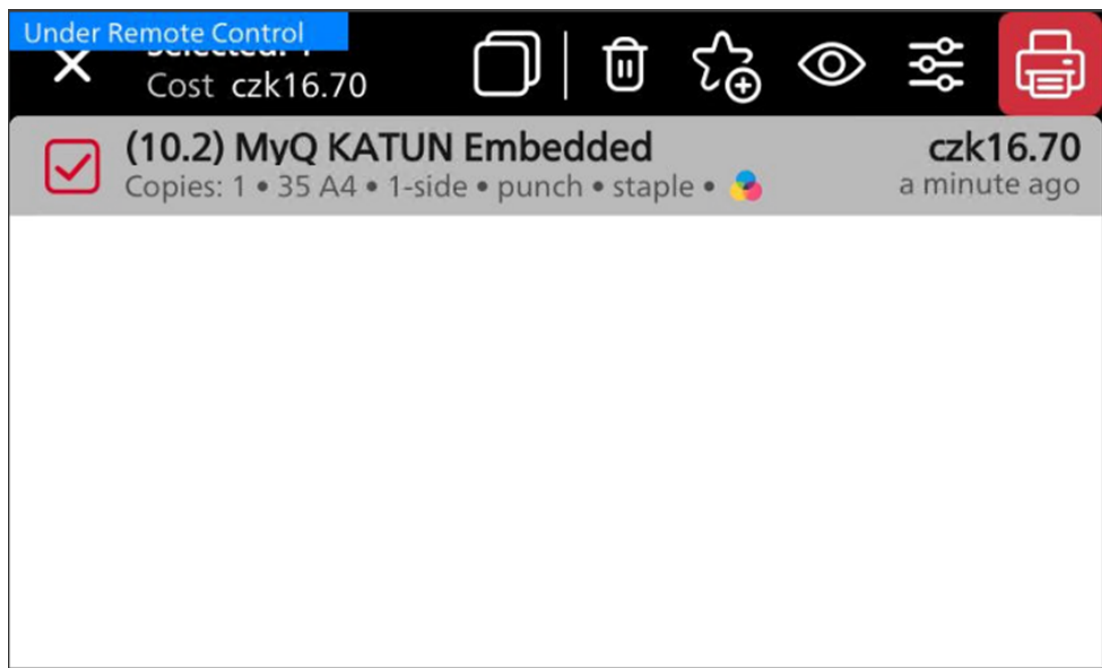 Under Remote Control
Cost czk16.70
(10.2) MyQ KATUN Embedded
czk16.70
Copies: 1 • 35 A4 • 1-side • punch • staple •
a minute ago